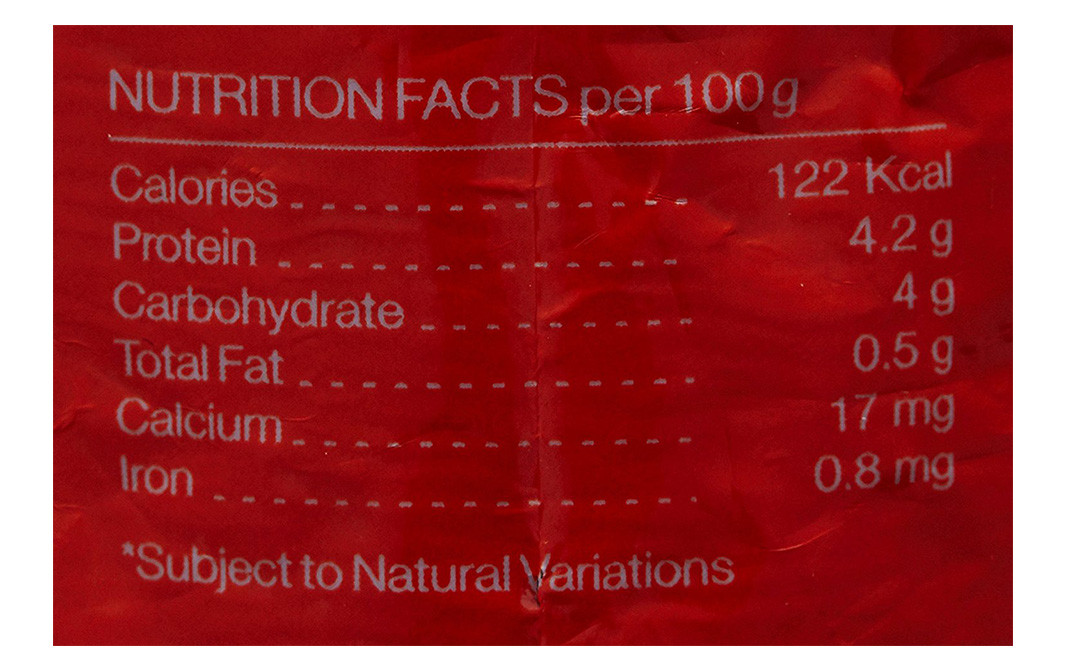 NUTRITION FACTS per 100g
Calories 122 Kcal
Protein 4.2 g
Carbohydrate 4 g
Total Fat 0.5 g
Calcium 17 mg
Iron 0.8 mg
*Subject to Natural Variations